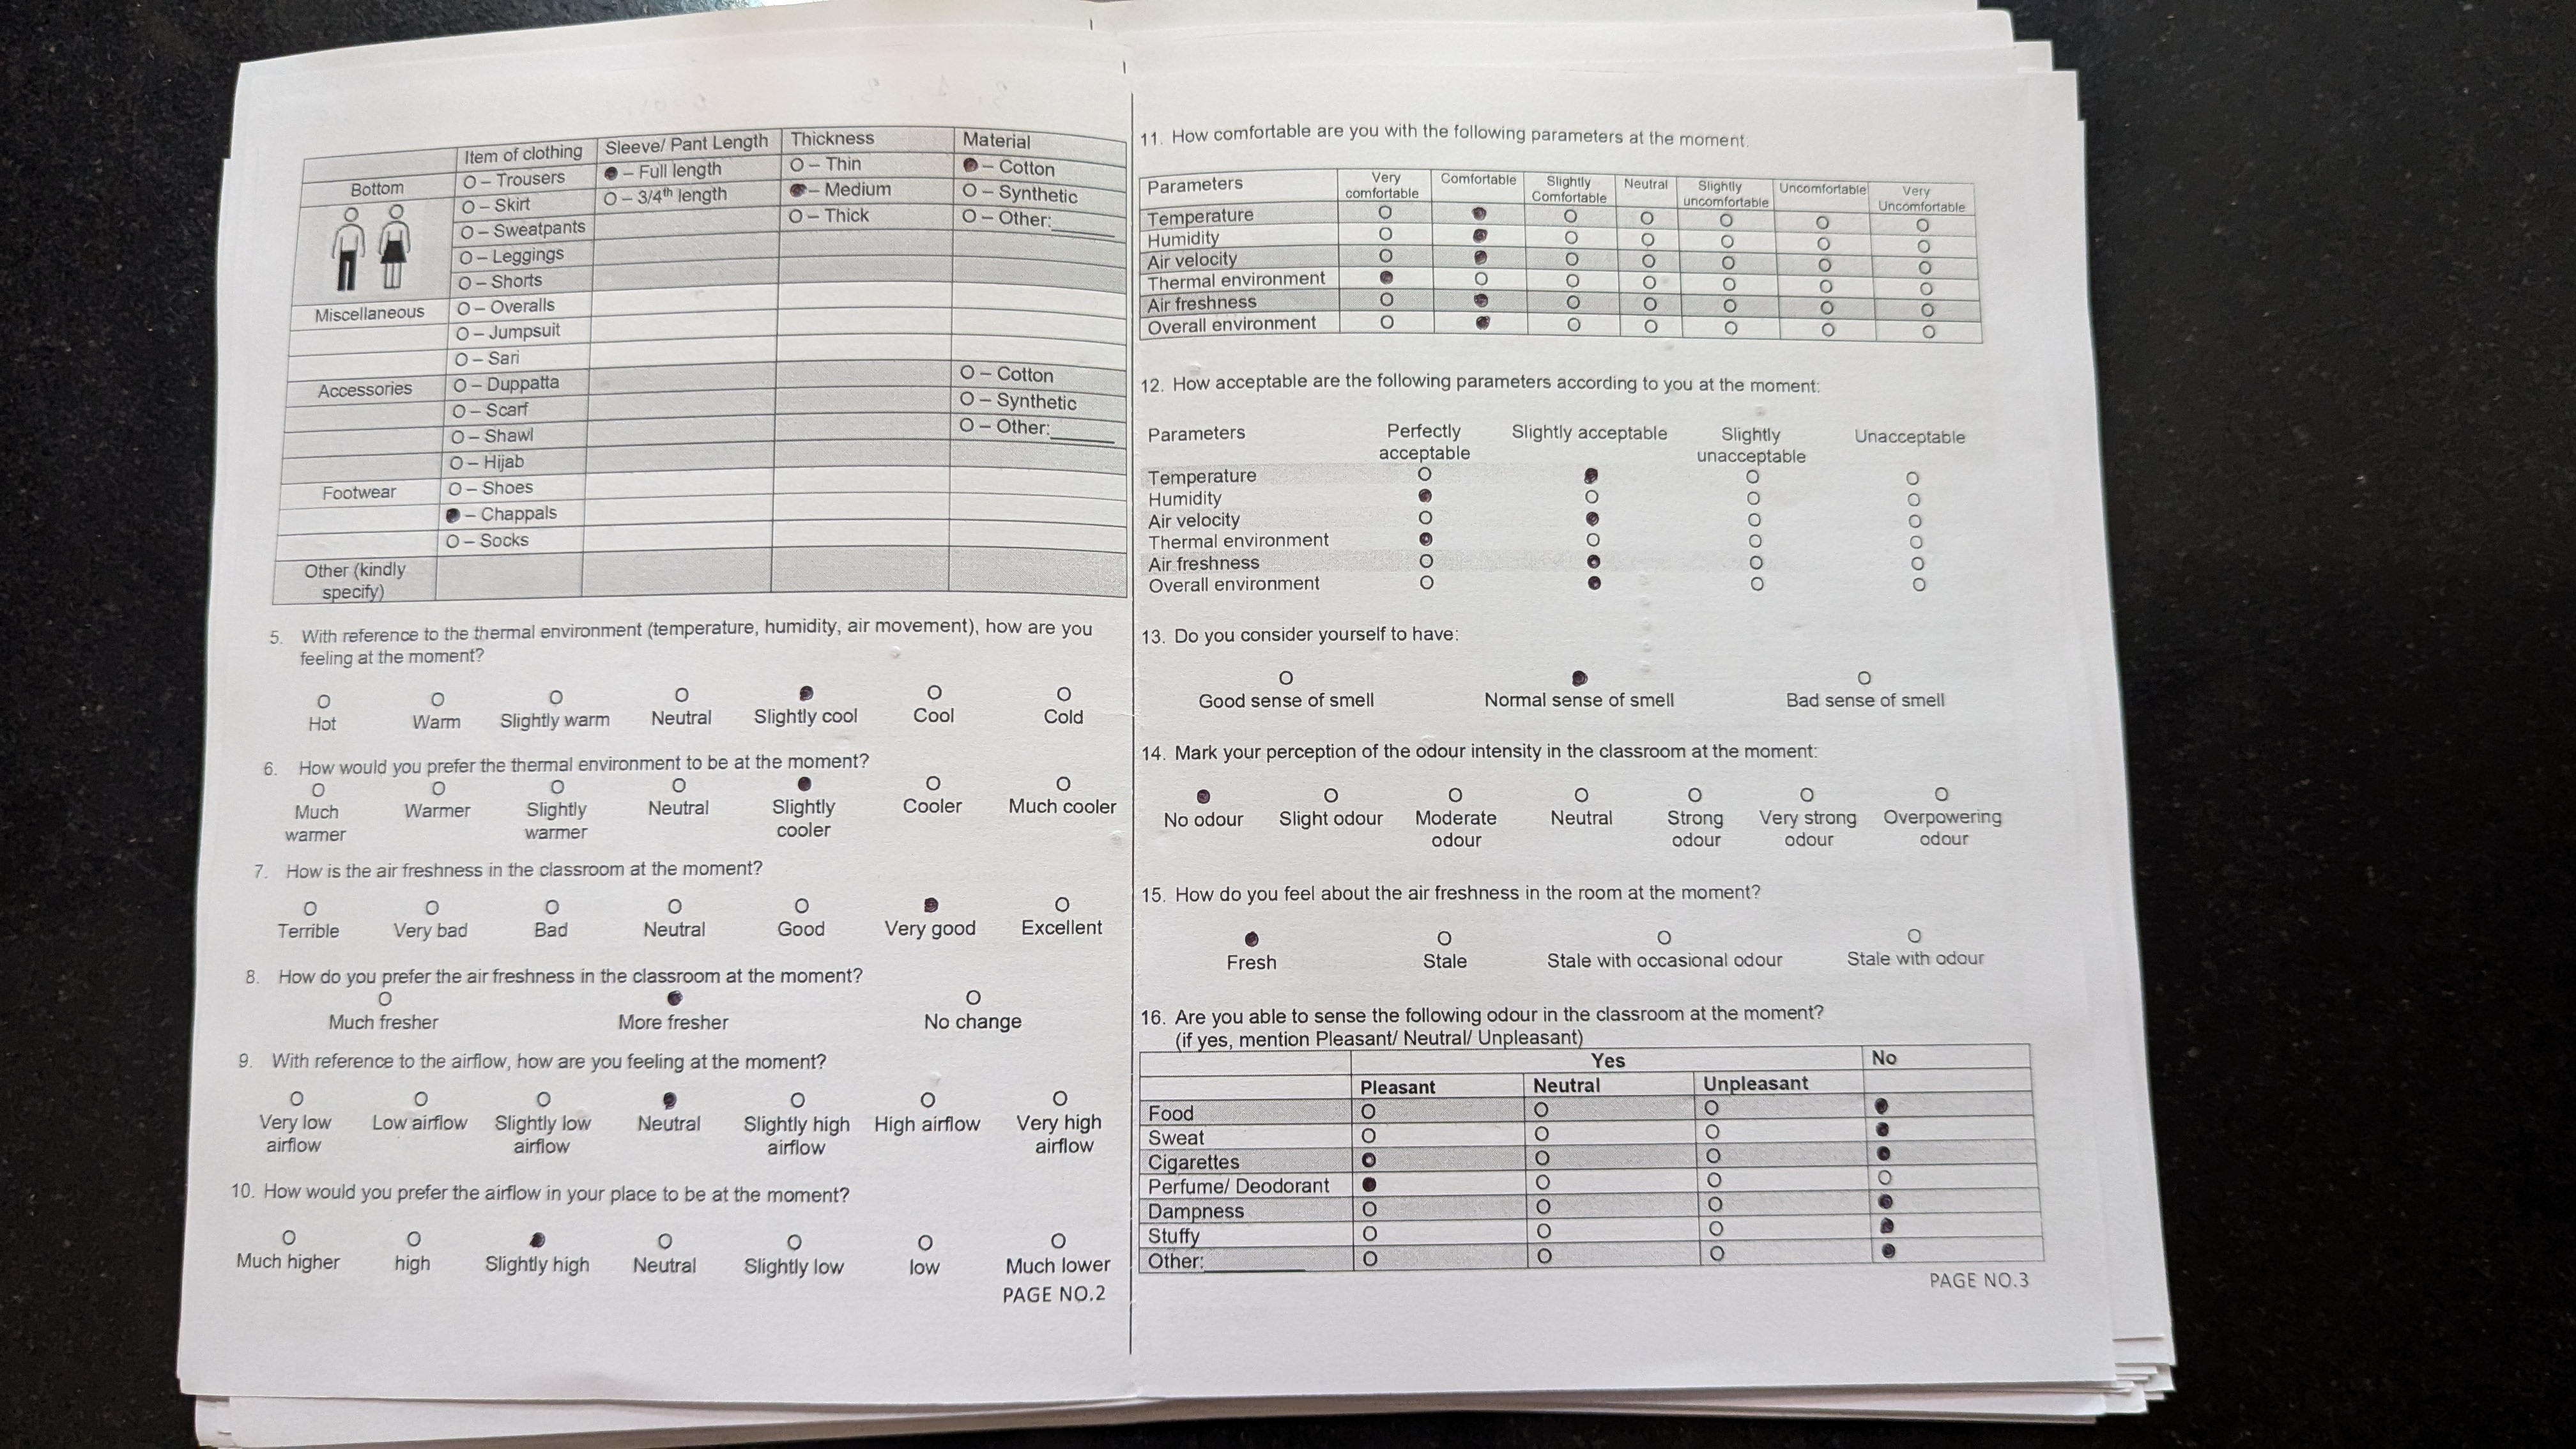 Item of clothing Sleeve/ Pant Length Thickness Material
Bottom O – Trousers ● – Full length O – Thin ● – Cotton
O – Skirt O – 3/4th length ● – Medium O – Synthetic
O – Sweatpants O – Thick O – Other:______
O – Leggings
O – Shorts
Miscellaneous O – Overalls
O – Jumpsuit
O – Sari
Accessories O – Duppatta O – Cotton
O – Scarf O – Synthetic
O – Shawl O – Other:______
O – Hijab
Footwear O – Shoes
● – Chappals
O – Socks
Other (kindly
specify)
5. With reference to the thermal environment (temperature, humidity, air movement), how are you
feeling at the moment?
O O O O ● O O
Hot Warm Slightly warm Neutral Slightly cool Cool Cold
6. How would you prefer the thermal environment to be at the moment?
O O O O ● O O
Much Warmer Slightly Neutral Slightly Cooler Much cooler
warmer warmer cooler
7. How is the air freshness in the classroom at the moment?
O O O O O ● O
Terrible Very bad Bad Neutral Good Very good Excellent
8. How do you prefer the air freshness in the classroom at the moment?
O ● O
Much fresher More fresher No change
9. With reference to the airflow, how are you feeling at the moment?
O O O ● O O O
Very low Low airflow Slightly low Neutral Slightly high High airflow Very high
airflow airflow airflow airflow
10. How would you prefer the airflow in your place to be at the moment?
O O ● O O O O
Much higher high Slightly high Neutral Slightly low low Much lower
PAGE NO.2
11. How comfortable are you with the following parameters at the moment.
Parameters Very Comfortable Slightly Neutral Slightly Uncomfortable Very
comfortable Comfortable uncomfortable Uncomfortable
Temperature O ● O O O O O
Humidity O ● O O O O O
Air velocity O ● O O O O O
Thermal environment ● O O O O O O
Air freshness O ● O O O O O
Overall environment O ● O O O O O
12. How acceptable are the following parameters according to you at the moment:
Parameters Perfectly Slightly acceptable Slightly Unacceptable
acceptable unacceptable
Temperature O ● O O
Humidity ● O O O
Air velocity O ● O O
Thermal environment ● O O O
Air freshness O ● O O
Overall environment O ● O O
13. Do you consider yourself to have:
O ● O
Good sense of smell Normal sense of smell Bad sense of smell
14. Mark your perception of the odour intensity in the classroom at the moment:
● O O O O O O
No odour Slight odour Moderate Neutral Strong Very strong Overpowering
odour odour odour odour
15. How do you feel about the air freshness in the room at the moment?
● O O O
Fresh Stale Stale with occasional odour Stale with odour
16. Are you able to sense the following odour in the classroom at the moment?
(if yes, mention Pleasant/ Neutral/ Unpleasant)
Yes No
Pleasant Neutral Unpleasant
Food O O O ●
Sweat O O O ●
Cigarettes ● O O ●
Perfume/ Deodorant ● O O O
Dampness O O O ●
Stuffy O O O ●
Other:__________ O O O ●
PAGE NO.3